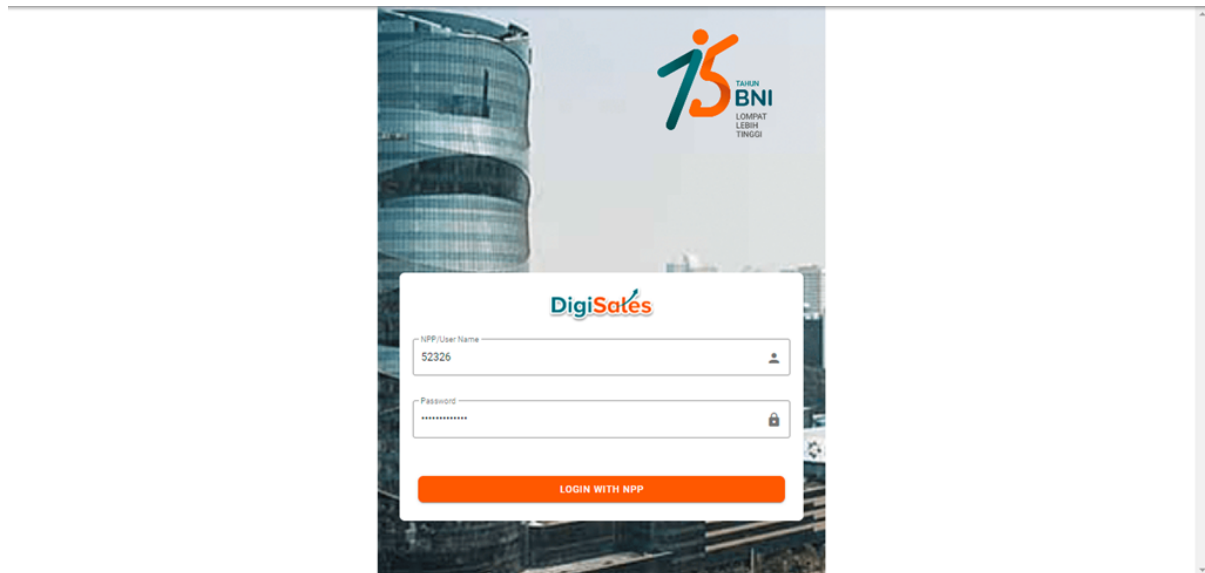 75
TAHUN
BNI
LOMPAT
LEBIH
TINGGI
DigiSales
NPP/User Name
52326
Password
•••••••••••••
LOGIN WITH NPP